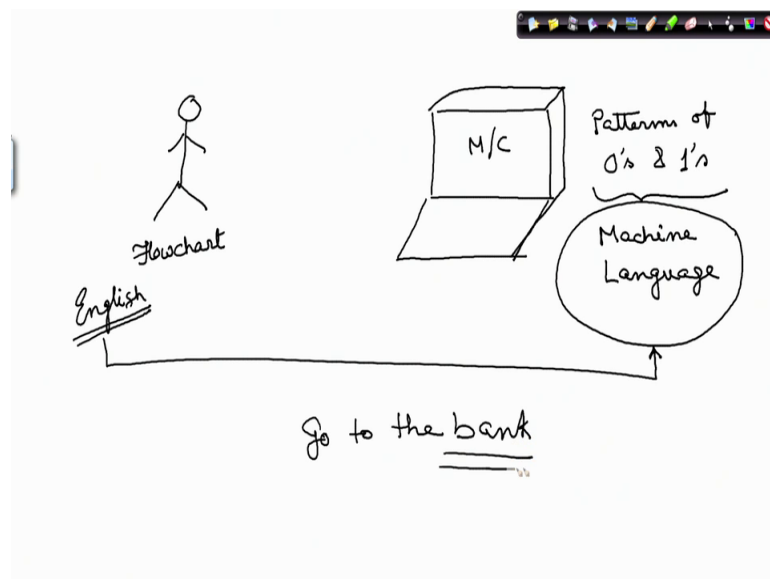 M/C
Patterns of
0's & 1's
Machine
Language
Flowchart
English
Go to the bank